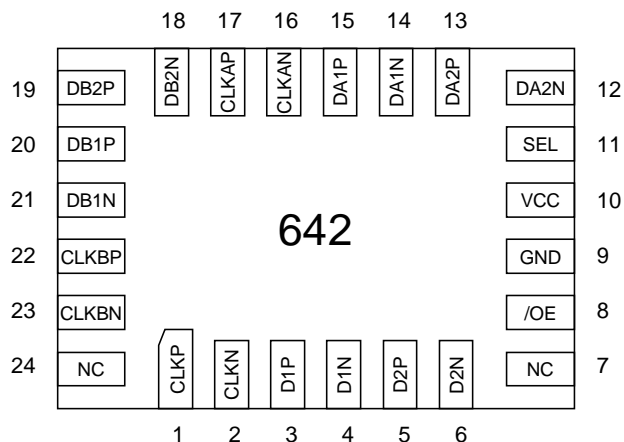 18 17 16 15 14 13
DB2N CLKAP CLKAN DA1P DA1N DA2P
19 DB2P DA2N 12
20 DB1P SEL 11
21 DB1N VCC 10
642
22 CLKBP GND 9
23 CLKBN /OE 8
24 NC NC 7
CLKP CLKN D1P D1N D2P D2N
1 2 3 4 5 6